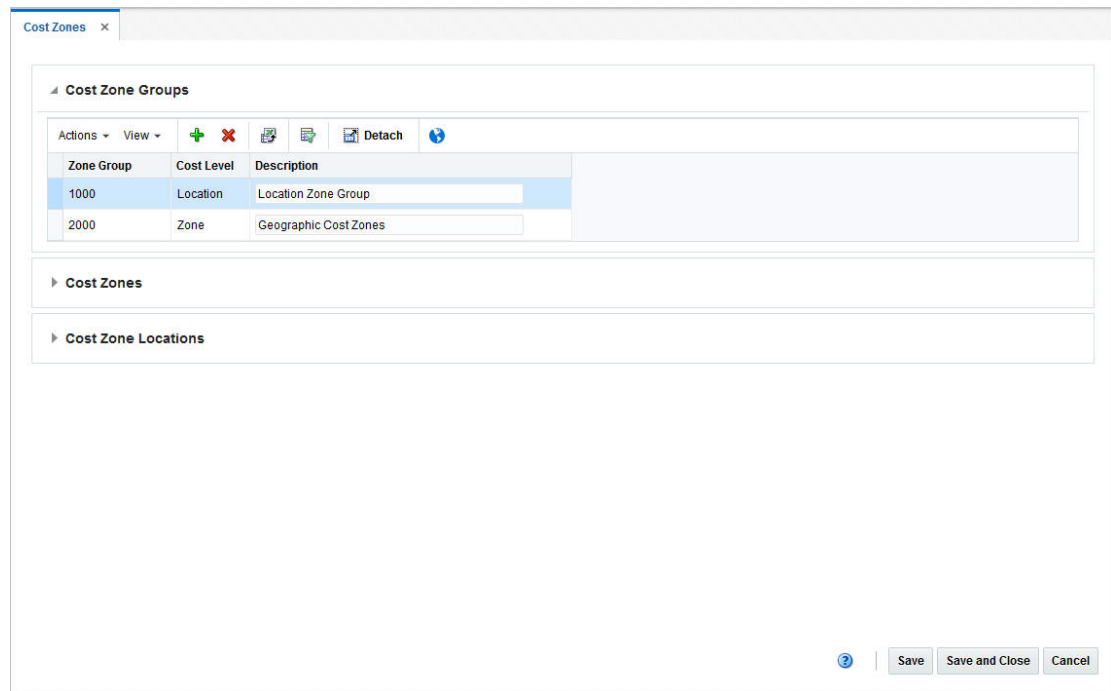 Cost Zones ×
Cost Zone Groups
Actions View Detach
Zone Group Cost Level Description
1000 Location Location Zone Group
2000 Zone Geographic Cost Zones
Cost Zones
Cost Zone Locations
? Save Save and Close Cancel